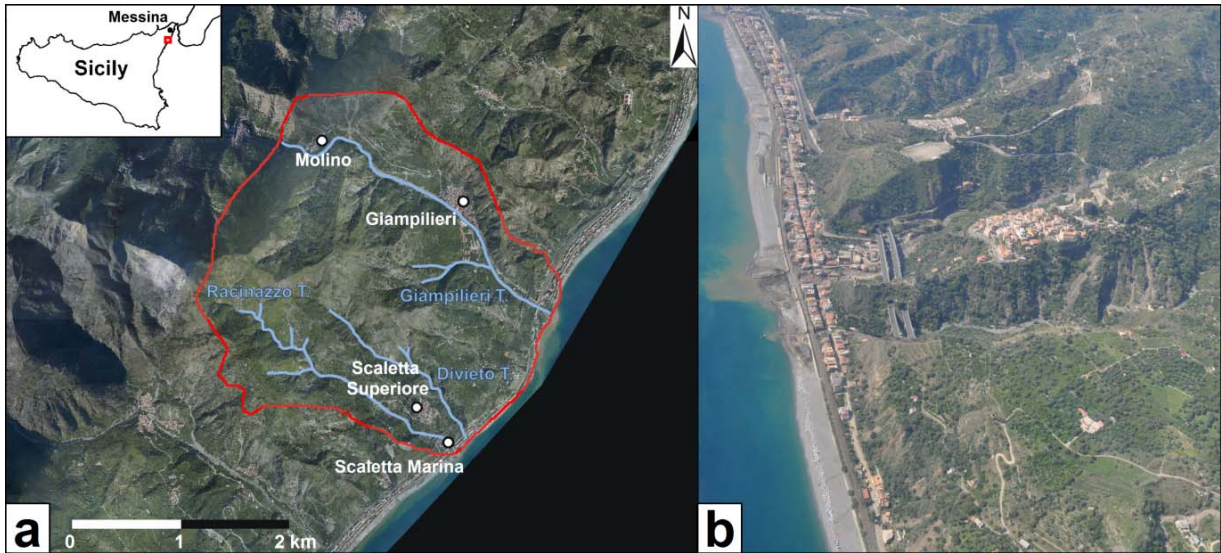 Messina
Sicily
N
Molino
Giampilieri
Racinazzo T.
Giampilieri T.
Scaletta
Superiore
Divieto T.
Scaletta Marina
a
0 1 2 km
b